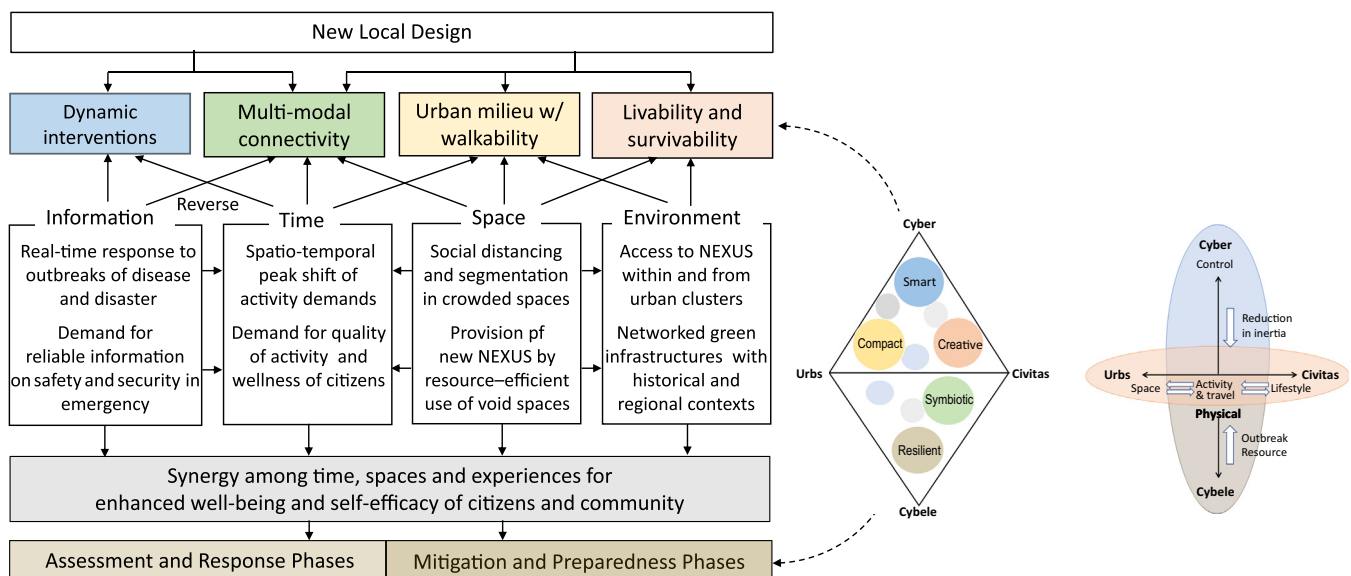 New Local Design
Dynamic
interventions
Multi-modal
connectivity
Urban milieu w/
walkability
Livability and
survivability
Reverse
Information
Real-time response to
outbreaks of disease
and disaster
Demand for
reliable information
on safety and security in
emergency
Time
Spatio-temporal
peak shift of
activity demands
Demand for quality
of activity and
wellness of citizens
Space
Social distancing
and segmentation
in crowded spaces
Provision pf
new NEXUS by
resource–efficient
use of void spaces
Environment
Access to NEXUS
within and from
urban clusters
Networked green
infrastructures with
historical and
regional contexts
Synergy among time, spaces and experiences for
enhanced well-being and self-efficacy of citizens and community
Assessment and Response Phases
Mitigation and Preparedness Phases
Cyber
Smart
Compact
Creative
Urbs
Civitas
Symbiotic
Resilient
Cybele
Cyber
Control
Reduction
in inertia
Urbs
Civitas
Space
Activity
& travel
Lifestyle
Physical
Outbreak
Resource
Cybele